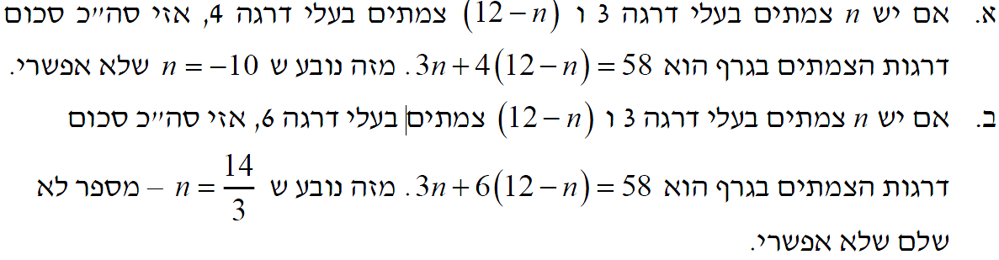 א. אם יש n צמתים בעלי דרגה 3 ו (12 − n) צמתים בעלי דרגה 4, אזי סה״כ סכום
דרגות הצמתים בגרף הוא 3n + 4(12 − n) = 58. מזה נובע ש n = −10 שלא אפשרי.
ב. אם יש n צמתים בעלי דרגה 3 ו (12 − n) צמתים בעלי דרגה 6, אזי סה״כ סכום
דרגות הצמתים בגרף הוא 3n + 6(12 − n) = 58. מזה נובע ש n = 14/3 – מספר לא
שלם שלא אפשרי.